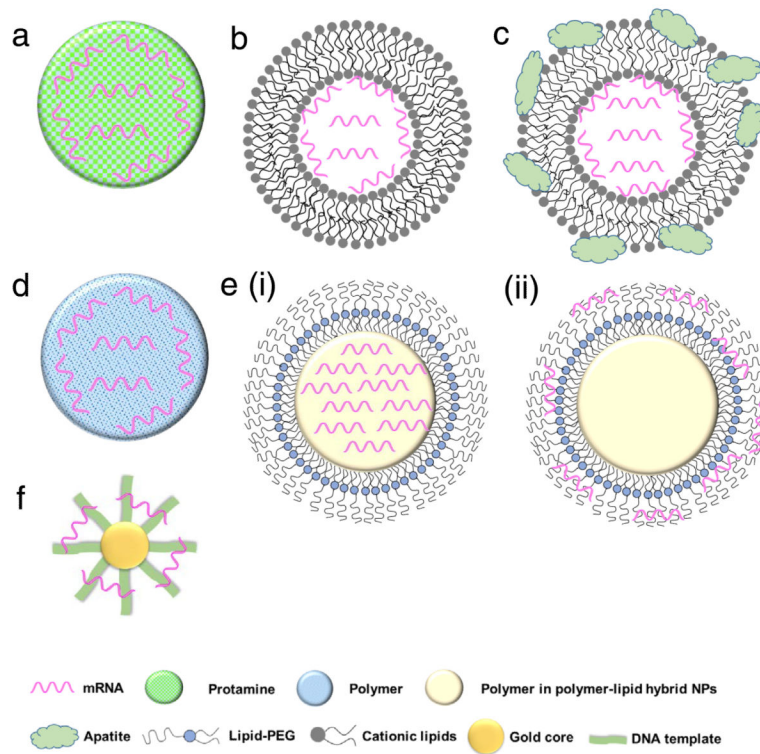 a
b
c
d
e (i)
(ii)
f
mRNA Protamine Polymer Polymer in polymer-lipid hybrid NPs
Apatite Lipid-PEG Cationic lipids Gold core DNA template